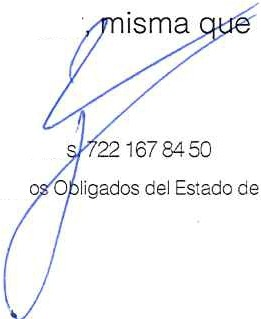 , misma que
s. 722 167 84 50
os Obligados del Estado de